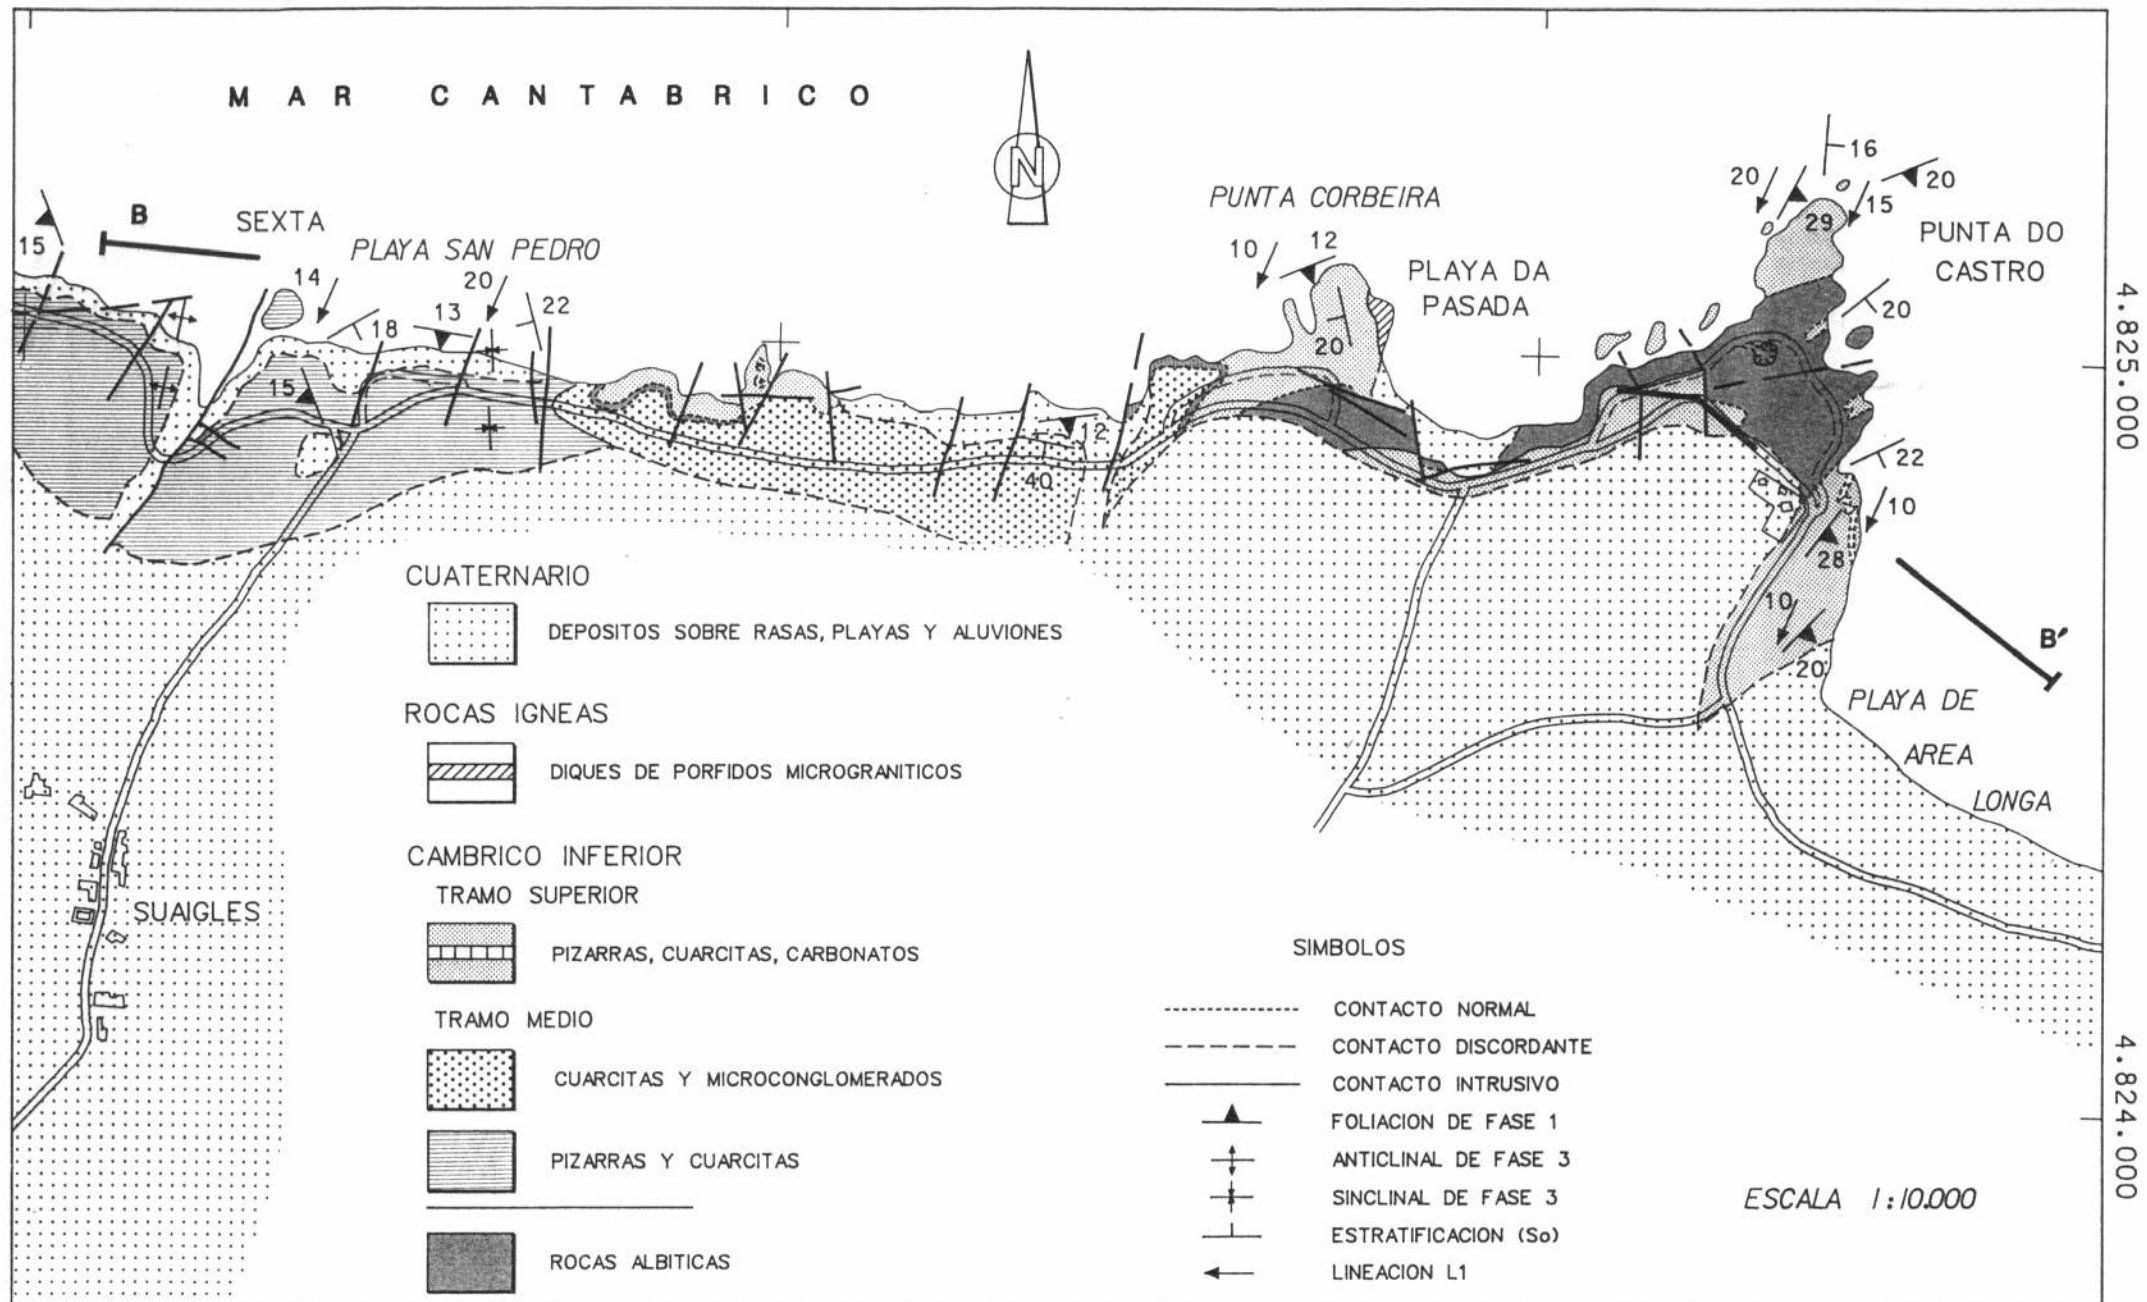 MAR CANTABRICO
N
B
SEXTA
PLAYA SAN PEDRO
15
14
20
18
13
22
15
PUNTA CORBEIRA
10
12
20
PLAYA DA
PASADA
12
40
16
20
20
15
29
PUNTA DO
CASTRO
20
22
10
28
10
20
B'
PLAYA DE
AREA
LONGA
SUAIGLES
4.825.000
4.824.000
CUATERNARIO
DEPOSITOS SOBRE RASAS, PLAYAS Y ALUVIONES
ROCAS IGNEAS
DIQUES DE PORFIDOS MICROGRANITICOS
CAMBRICO INFERIOR
TRAMO SUPERIOR
PIZARRAS, CUARCITAS, CARBONATOS
TRAMO MEDIO
CUARCITAS Y MICROCONGLOMERADOS
PIZARRAS Y CUARCITAS
ROCAS ALBITICAS
SIMBOLOS
CONTACTO NORMAL
CONTACTO DISCORDANTE
CONTACTO INTRUSIVO
FOLIACION DE FASE 1
ANTICLINAL DE FASE 3
SINCLINAL DE FASE 3
ESTRATIFICACION (So)
LINEACION L1
ESCALA 1:10.000